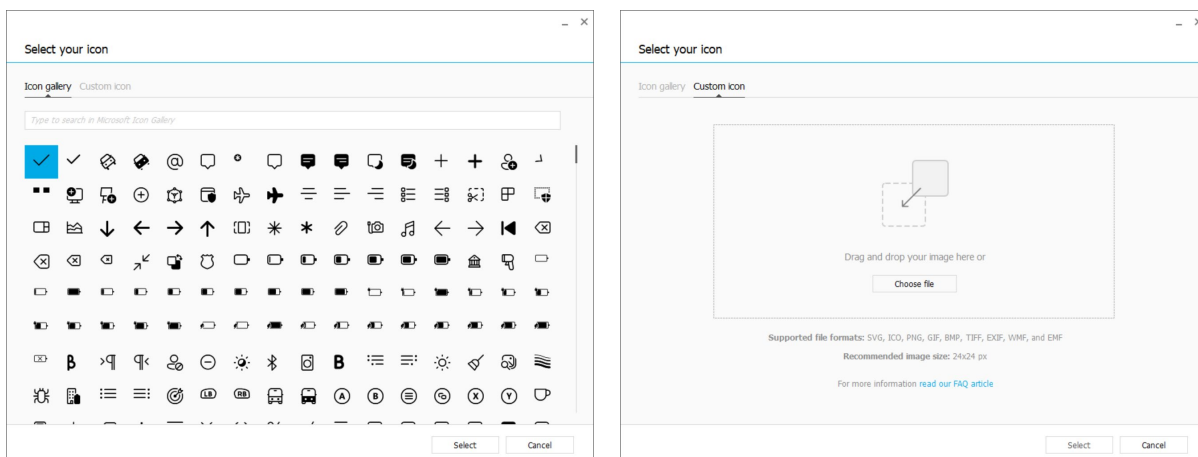 Select your icon
Icon gallery Custom icon
Type to search in Microsoft Icon Gallery
@
LB RB
A B X Y
β
B
Select Cancel
Select your icon
Icon gallery Custom icon
Drag and drop your image here or
Choose file
Supported file formats: SVG, ICO, PNG, GIF, BMP, TIFF, EXIF, WMF, and EMF
Recommended image size: 24x24 px
For more information read our FAQ article
Select Cancel